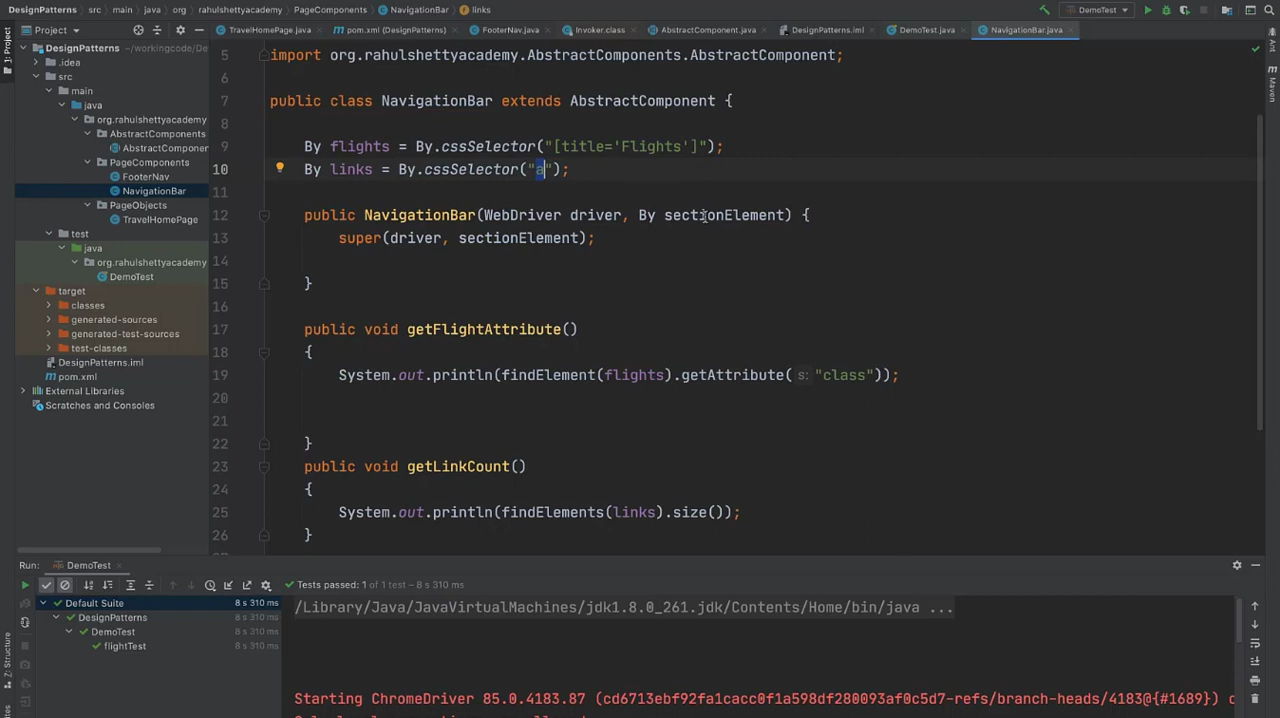 DesignPatterns src main java org rahulshettyacademy PageComponents NavigationBar links DemoTest
Project
TravelHomePage.java pom.xml (DesignPatterns) FooterNav.java Invoker.class AbstractComponent.java DesignPatterns.iml DemoTest.java NavigationBar.java
1: Project
Ant
Maven
DesignPatterns
.idea
src
main
java
org.rahulshettyacademy
AbstractComponents
AbstractComponent
PageComponents
FooterNav
NavigationBar
PageObjects
TravelHomePage
test
java
org.rahulshettyacademy
DemoTest
target
classes
generated-sources
generated-test-sources
test-classes
DesignPatterns.iml
pom.xml
External Libraries
Scratches and Consoles
5 import org.rahulshettyacademy.AbstractComponents.AbstractComponent;
6
7 public class NavigationBar extends AbstractComponent {
8
9 By flights = By.cssSelector("[title='Flights']");
10 By links = By.cssSelector("a");
11
12 public NavigationBar(WebDriver driver, By sectionElement) {
13 super(driver, sectionElement);
14
15 }
16
17 public void getFlightAttribute()
18 {
19 System.out.println(findElement(flights).getAttribute( s: "class"));
20
21
22 }
23 public void getLinkCount()
24 {
25 System.out.println(findElements(links).size());
26 }
Run: DemoTest
Tests passed: 1 of 1 test – 8 s 310 ms
Default Suite 8 s 310 ms
DesignPatterns 8 s 310 ms
DemoTest 8 s 310 ms
flightTest 8 s 310 ms
/Library/Java/JavaVirtualMachines/jdk1.8.0_261.jdk/Contents/Home/bin/java ...
Starting ChromeDriver 85.0.4183.87 (cd6713ebf92fa1cacc0f1a598df280093af0c5d7-refs/branch-heads/4183@{#1689})
Z: Structure